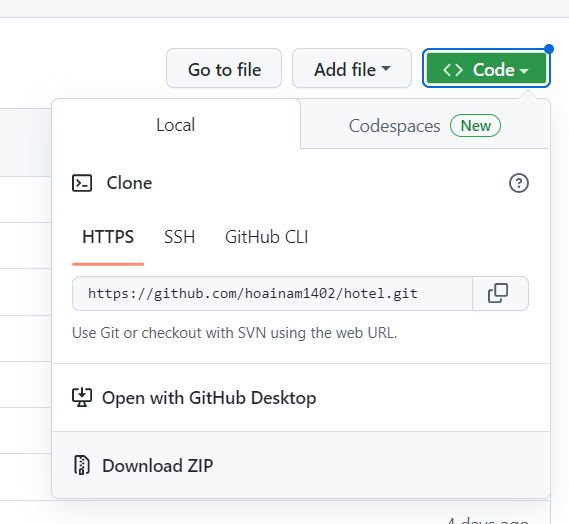 Go to file
Add file
<> Code
Local
Codespaces New
Clone
HTTPS SSH GitHub CLI
https://github.com/hoainam1402/hotel.git
Use Git or checkout with SVN using the web URL.
Open with GitHub Desktop
Download ZIP
4 days ago